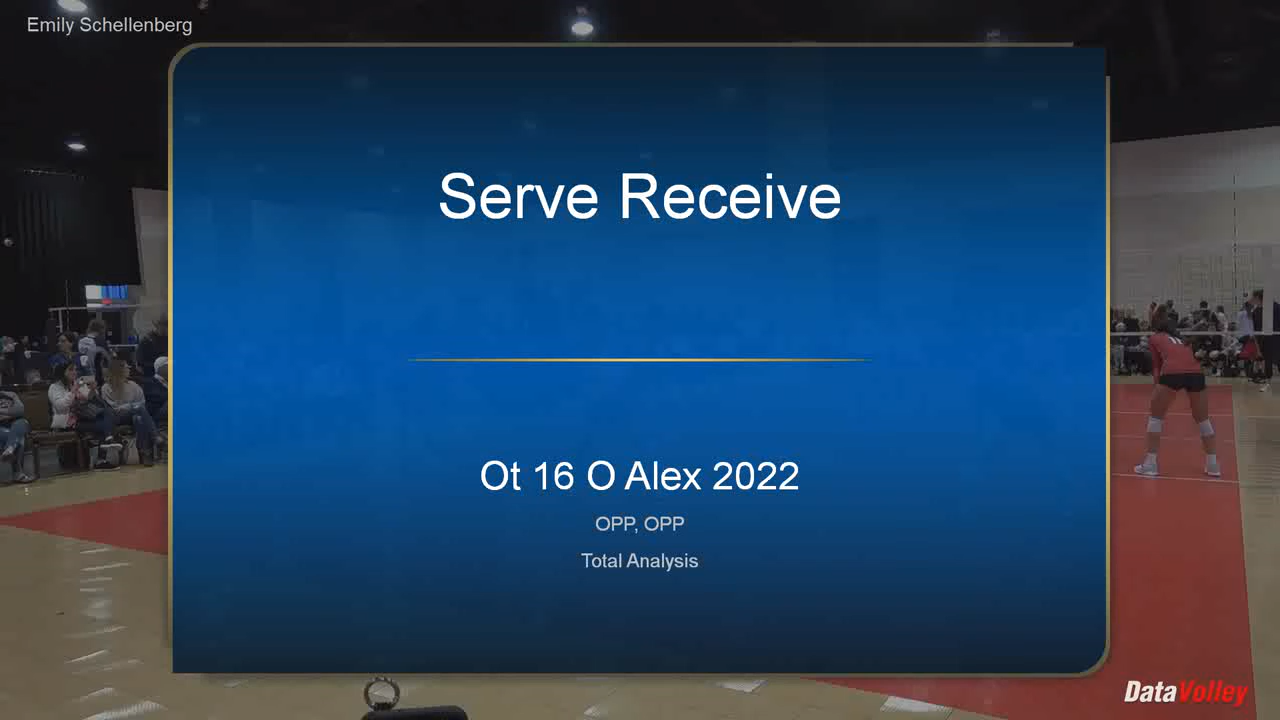 Emily Schellenberg
Serve Receive
Ot 16 O Alex 2022
OPP, OPP
Total Analysis
DataVolley